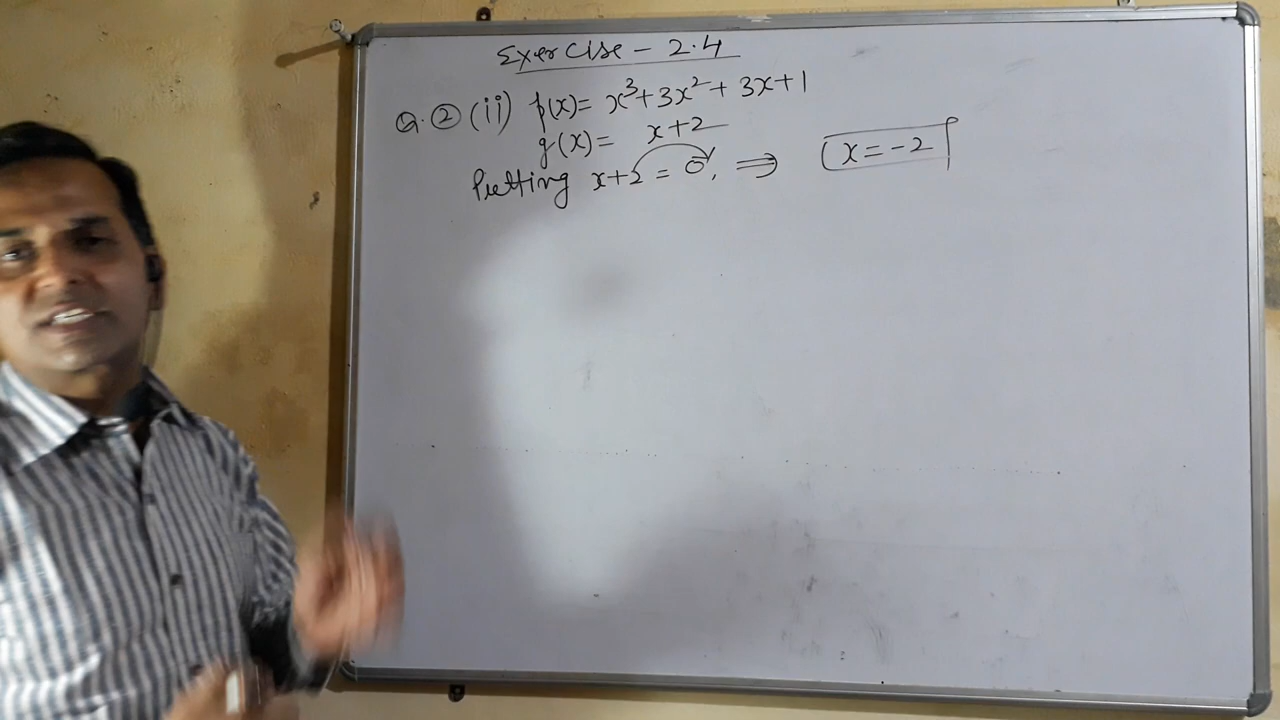 Exercise - 2.4
Q.② (ii) p(x) = x³ + 3x² + 3x + 1
g(x) = x + 2
Putting x + 2 = 0, ⇒ x = -2